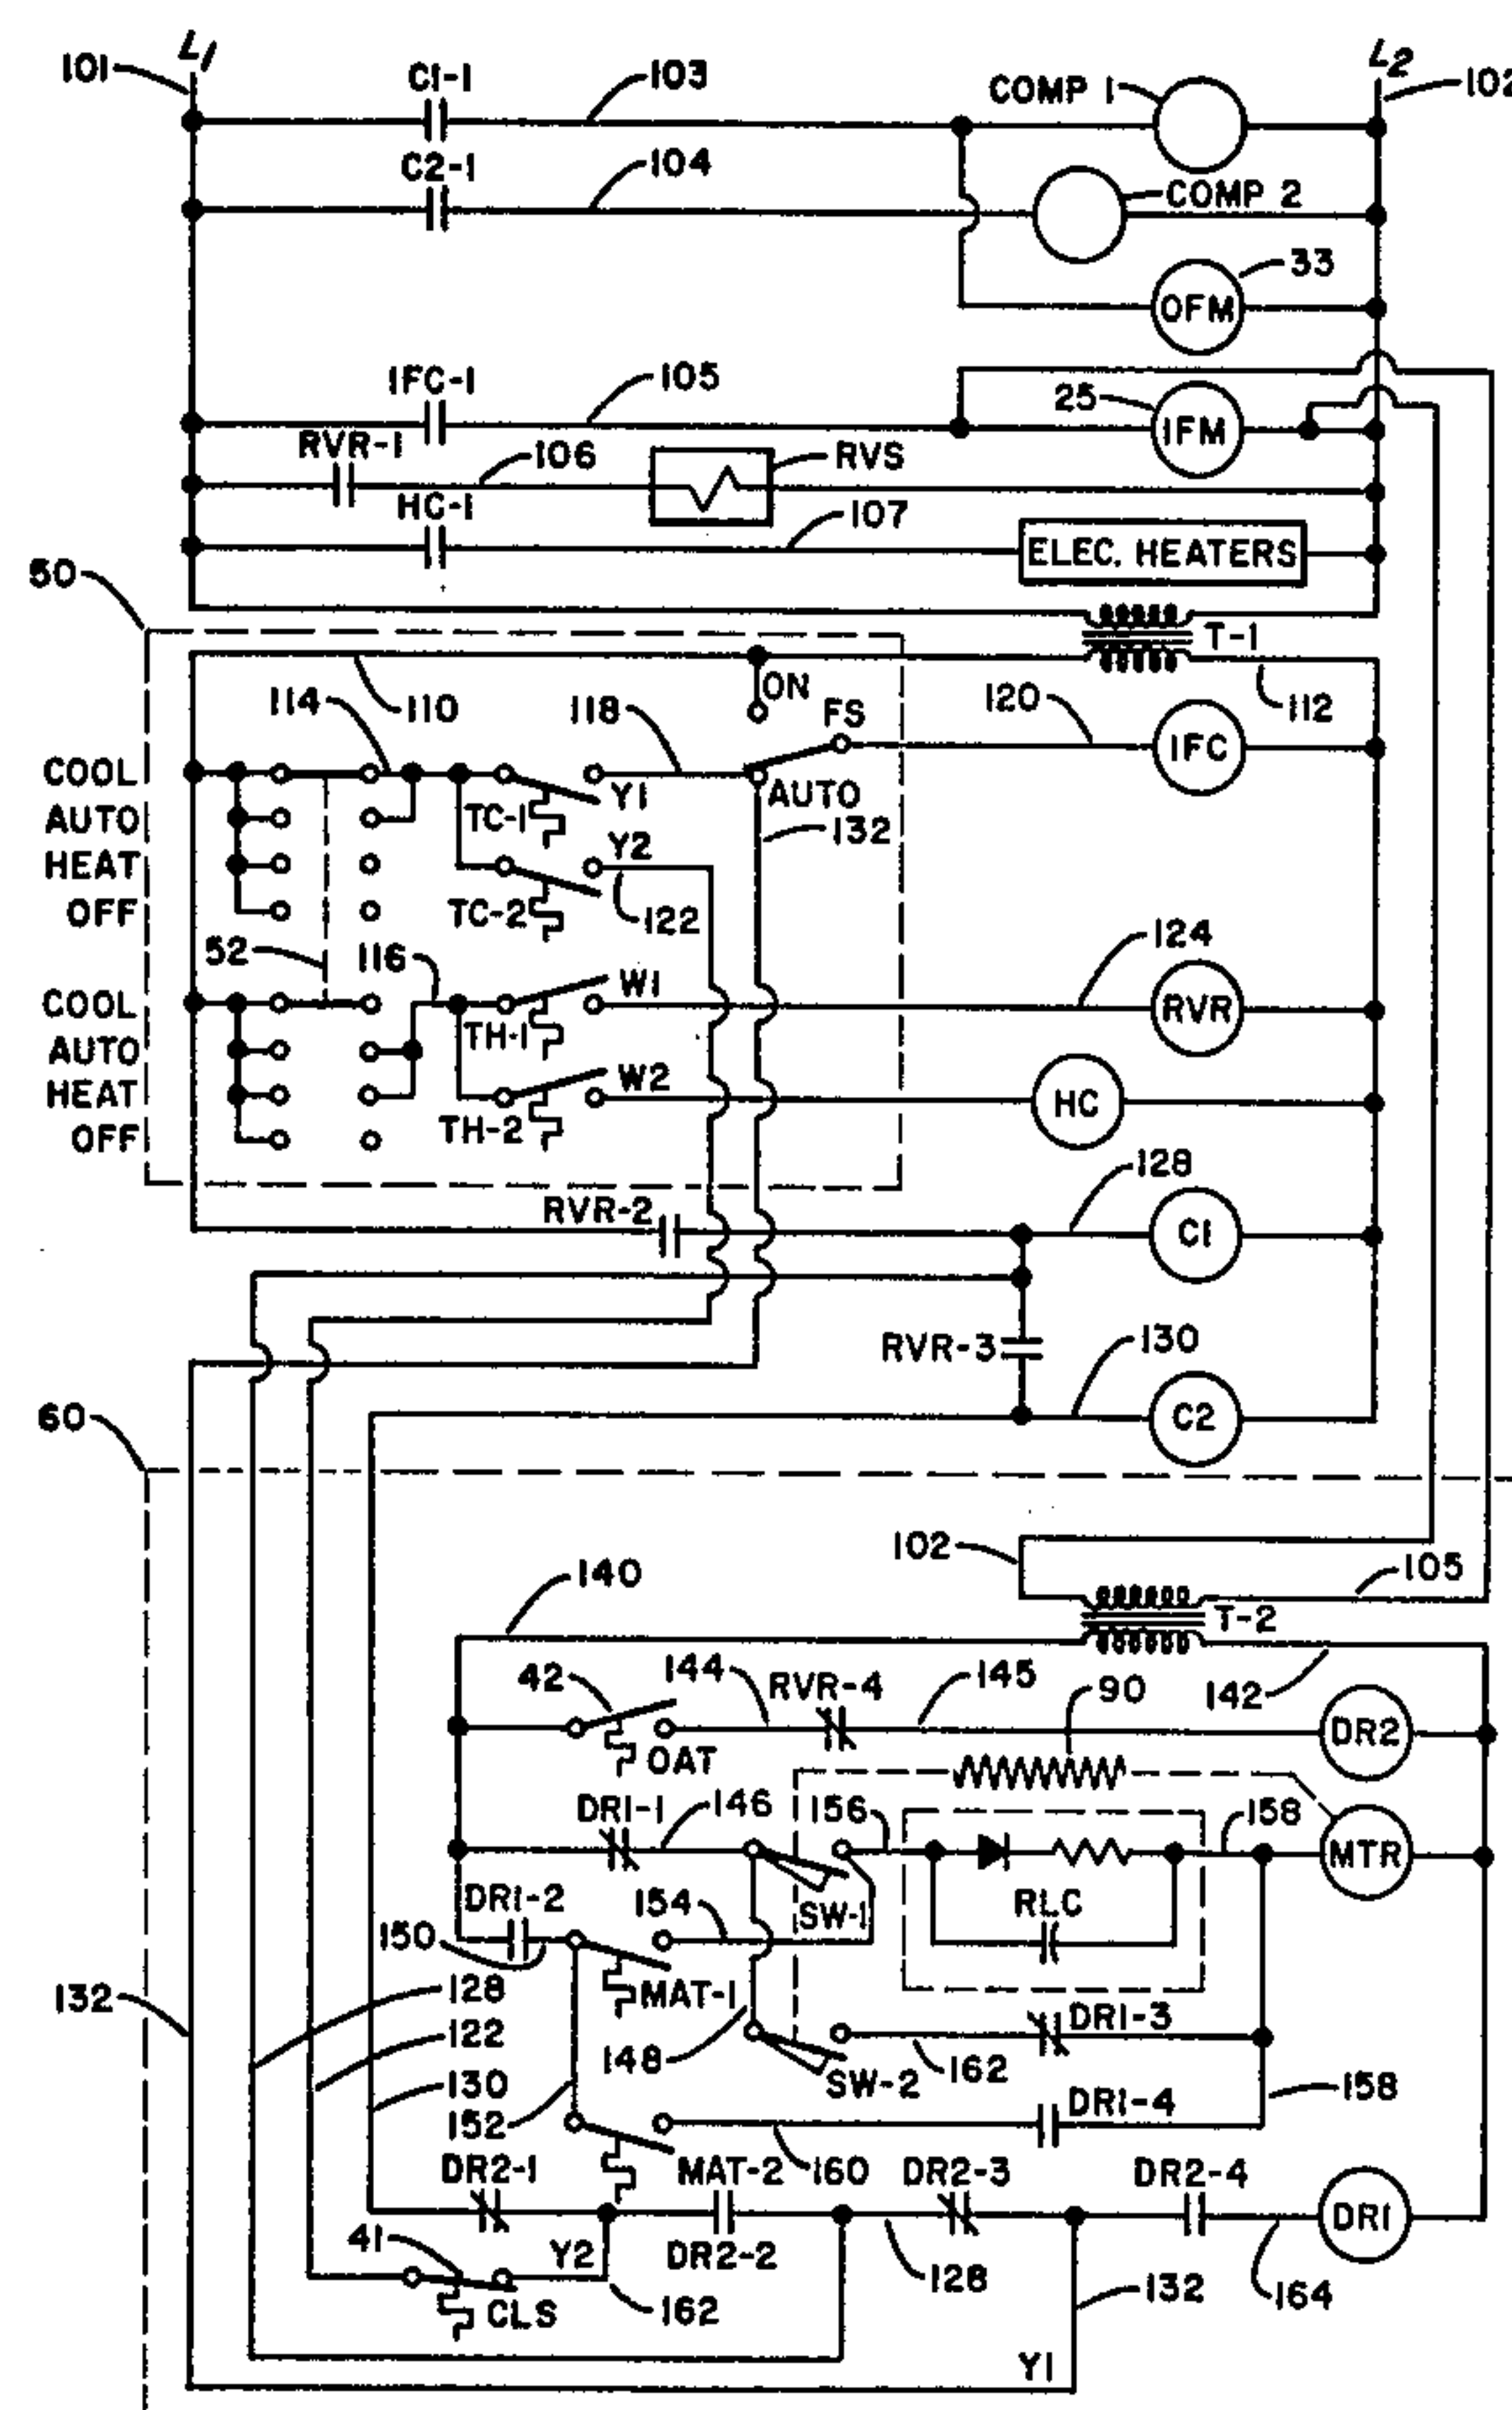 L1
L2
101
C1-1
103
COMP 1
102
C2-1
104
COMP 2
33
OFM
IFC-1
105
25
IFM
RVR-1
106
RVS
HC-1
107
ELEC. HEATERS
50
T-1
ON
114
110
118
FS
120
112
IFC
COOL
AUTO
HEAT
OFF
TC-1
Y1
AUTO
132
Y2
TC-2
122
52
116
124
COOL
AUTO
HEAT
OFF
TH-1
W1
RVR
TH-2
W2
HC
128
RVR-2
C1
RVR-3
130
60
C2
102
105
140
T-2
42
144
RVR-4
145
90
142
OAT
DR2
DR1-1
146
156
158
MTR
DR1-2
154
SW-1
RLC
150
MAT-1
132
128
148
DR1-3
122
SW-2
162
130
158
152
DR1-4
DR2-1
MAT-2
160
DR2-3
DR2-4
DR1
41
Y2
DR2-2
128
132
164
CLS
162
Y1